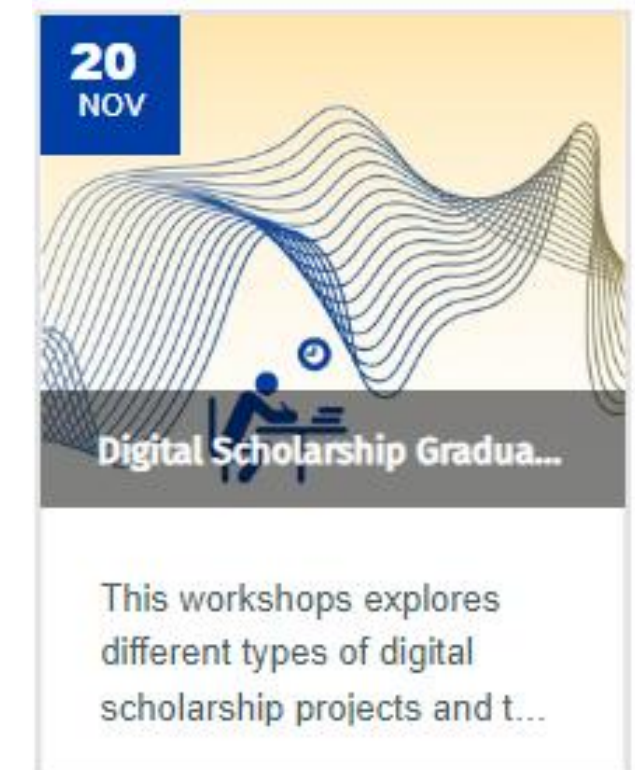 20
NOV
Digital Scholarship Gradua...
This workshops explores
different types of digital
scholarship projects and t...